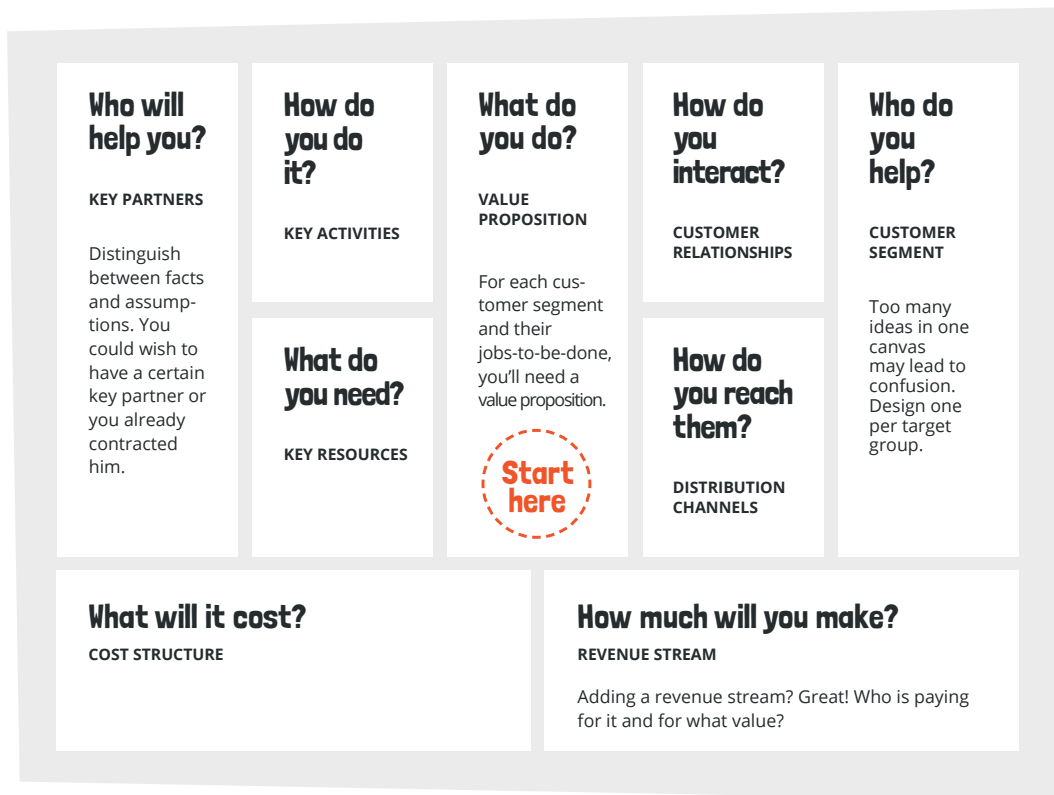 Who will
help you?
KEY PARTNERS
Distinguish
between facts
and assump-
tions. You
could wish to
have a certain
key partner or
you already
contracted
him.
How do
you do
it?
KEY ACTIVITIES
What do
you need?
KEY RESOURCES
What do
you do?
VALUE
PROPOSITION
For each cus-
tomer segment
and their
jobs-to-be-done,
you’ll need a
value proposition.
Start
here
How do
you
interact?
CUSTOMER
RELATIONSHIPS
How do
you reach
them?
DISTRIBUTION
CHANNELS
Who do
you
help?
CUSTOMER
SEGMENT
Too many
ideas in one
canvas
may lead to
confusion.
Design one
per target
group.
What will it cost?
COST STRUCTURE
How much will you make?
REVENUE STREAM
Adding a revenue stream? Great! Who is paying
for it and for what value?